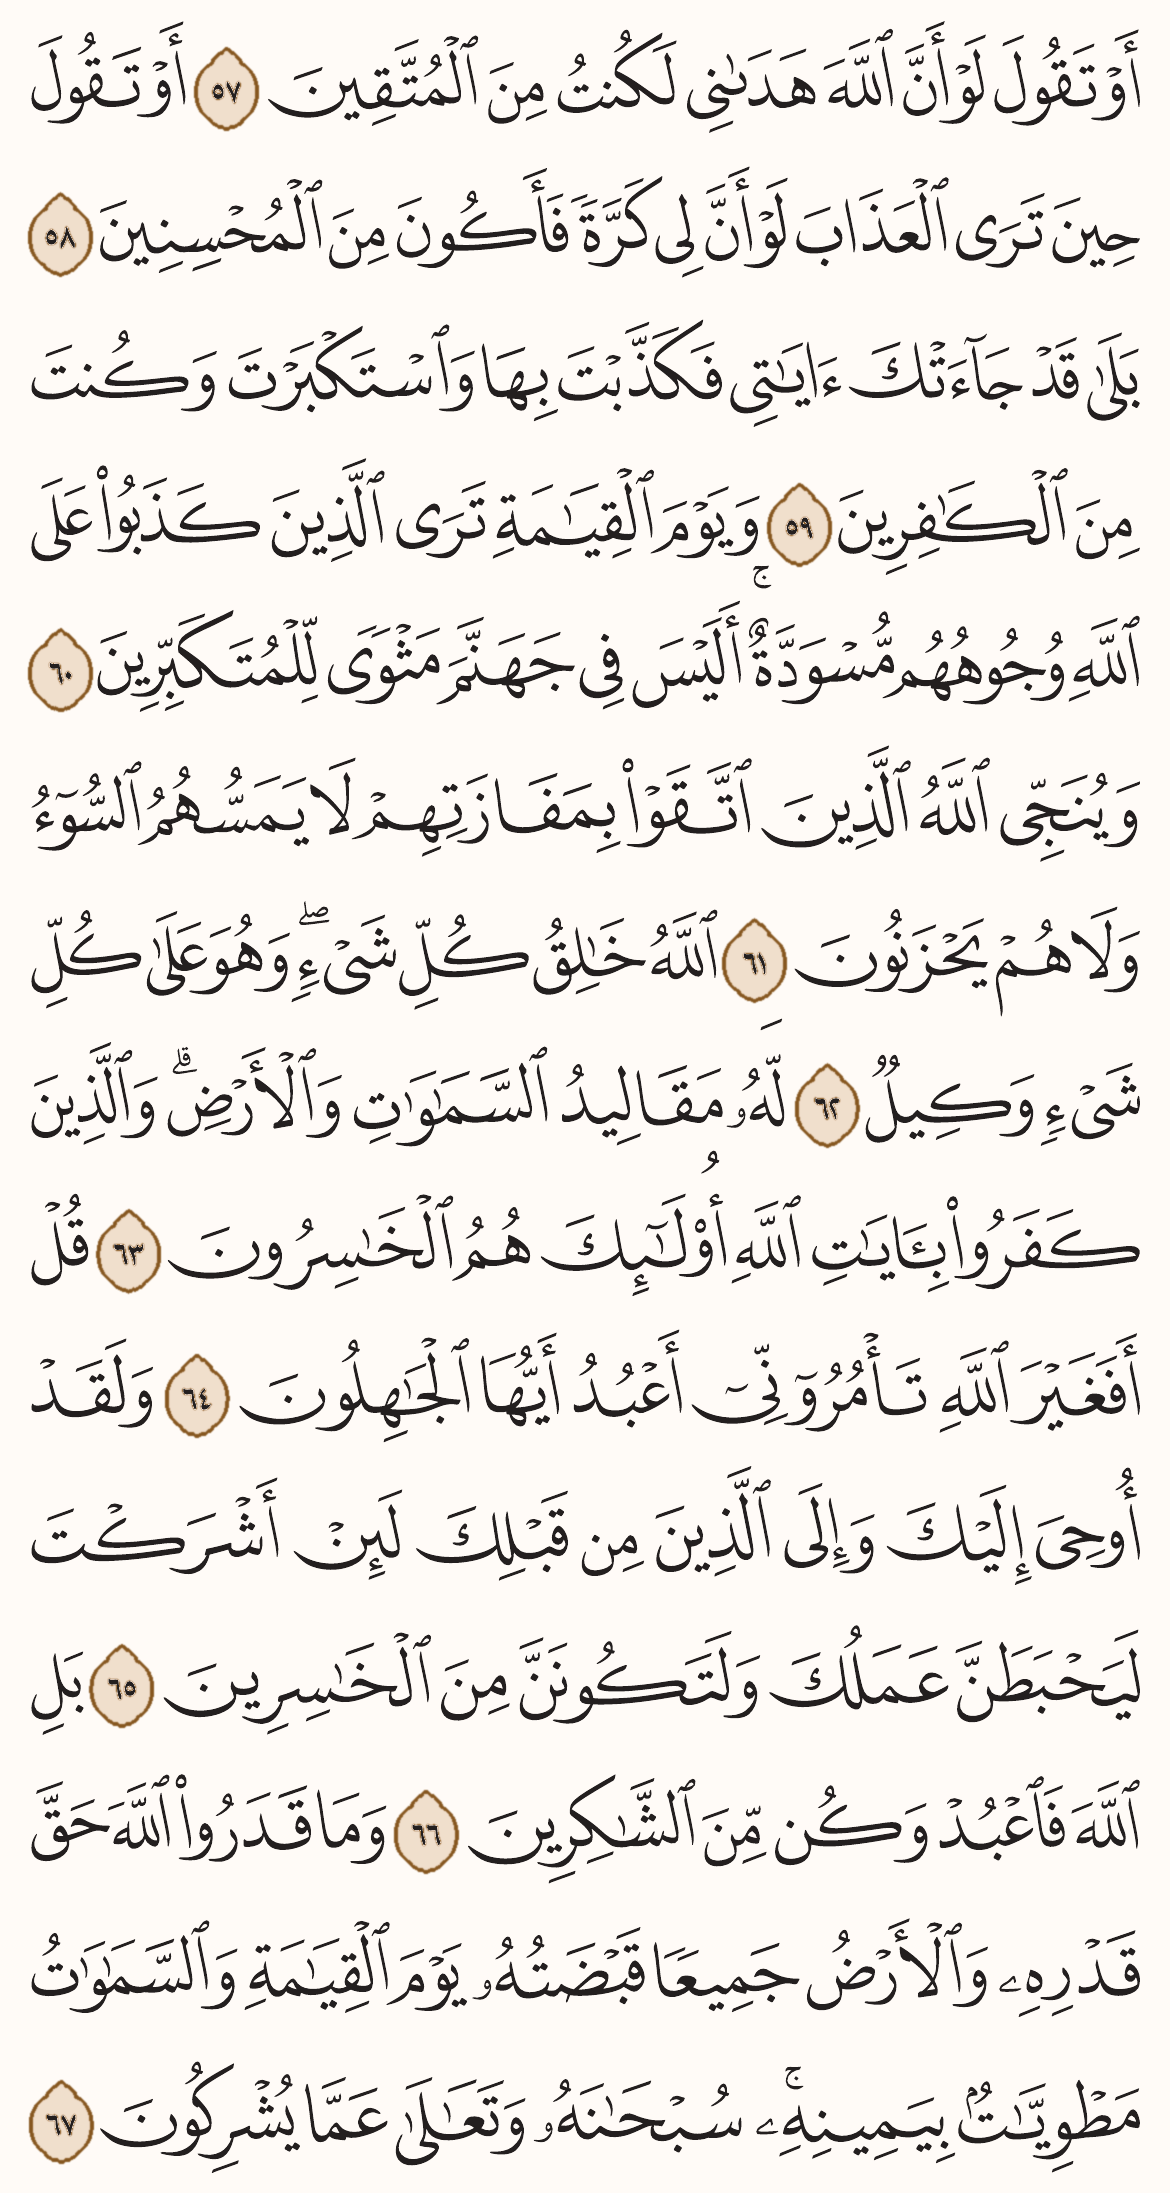 أَوْ تَقُولَ لَوْ أَنَّ ٱللَّهَ هَدَىٰنِى لَكُنتُ مِنَ ٱلْمُتَّقِينَ ٥٧ أَوْ تَقُولَ
حِينَ تَرَى ٱلْعَذَابَ لَوْ أَنَّ لِى كَرَّةً فَأَكُونَ مِنَ ٱلْمُحْسِنِينَ ٥٨
بَلَىٰ قَدْ جَآءَتْكَ ءَايَـٰتِى فَكَذَّبْتَ بِهَا وَٱسْتَكْبَرْتَ وَكُنتَ
مِنَ ٱلْكَـٰفِرِينَ ٥٩ وَيَوْمَ ٱلْقِيَـٰمَةِ تَرَى ٱلَّذِينَ كَذَبُوا۟ عَلَى
ٱللَّهِ وُجُوهُهُم مُّسْوَدَّةٌ ۚ أَلَيْسَ فِى جَهَنَّمَ مَثْوًى لِّلْمُتَكَبِّرِينَ ٦٠
وَيُنَجِّى ٱللَّهُ ٱلَّذِينَ ٱتَّقَوْا۟ بِمَفَازَتِهِمْ لَا يَمَسُّهُمُ ٱلسُّوٓءُ
وَلَا هُمْ يَحْزَنُونَ ٦١ ٱللَّهُ خَـٰلِقُ كُلِّ شَىْءٍ ۖ وَهُوَ عَلَىٰ كُلِّ
شَىْءٍ وَكِيلٌ ٦٢ لَّهُۥ مَقَالِيدُ ٱلسَّمَـٰوَٰتِ وَٱلْأَرْضِ ۗ وَٱلَّذِينَ
كَفَرُوا۟ بِـَٔايَـٰتِ ٱللَّهِ أُو۟لَـٰٓئِكَ هُمُ ٱلْخَـٰسِرُونَ ٦٣ قُلْ
أَفَغَيْرَ ٱللَّهِ تَأْمُرُوٓنِّىٓ أَعْبُدُ أَيُّهَا ٱلْجَـٰهِلُونَ ٦٤ وَلَقَدْ
أُوحِىَ إِلَيْكَ وَإِلَى ٱلَّذِينَ مِن قَبْلِكَ لَئِنْ أَشْرَكْتَ
لَيَحْبَطَنَّ عَمَلُكَ وَلَتَكُونَنَّ مِنَ ٱلْخَـٰسِرِينَ ٦٥ بَلِ
ٱللَّهَ فَٱعْبُدْ وَكُن مِّنَ ٱلشَّـٰكِرِينَ ٦٦ وَمَا قَدَرُوا۟ ٱللَّهَ حَقَّ
قَدْرِهِۦ وَٱلْأَرْضُ جَمِيعًا قَبْضَتُهُۥ يَوْمَ ٱلْقِيَـٰمَةِ وَٱلسَّمَـٰوَٰتُ
مَطْوِيَّـٰتٌۢ بِيَمِينِهِۦ ۚ سُبْحَـٰنَهُۥ وَتَعَـٰلَىٰ عَمَّا يُشْرِكُونَ ٦٧